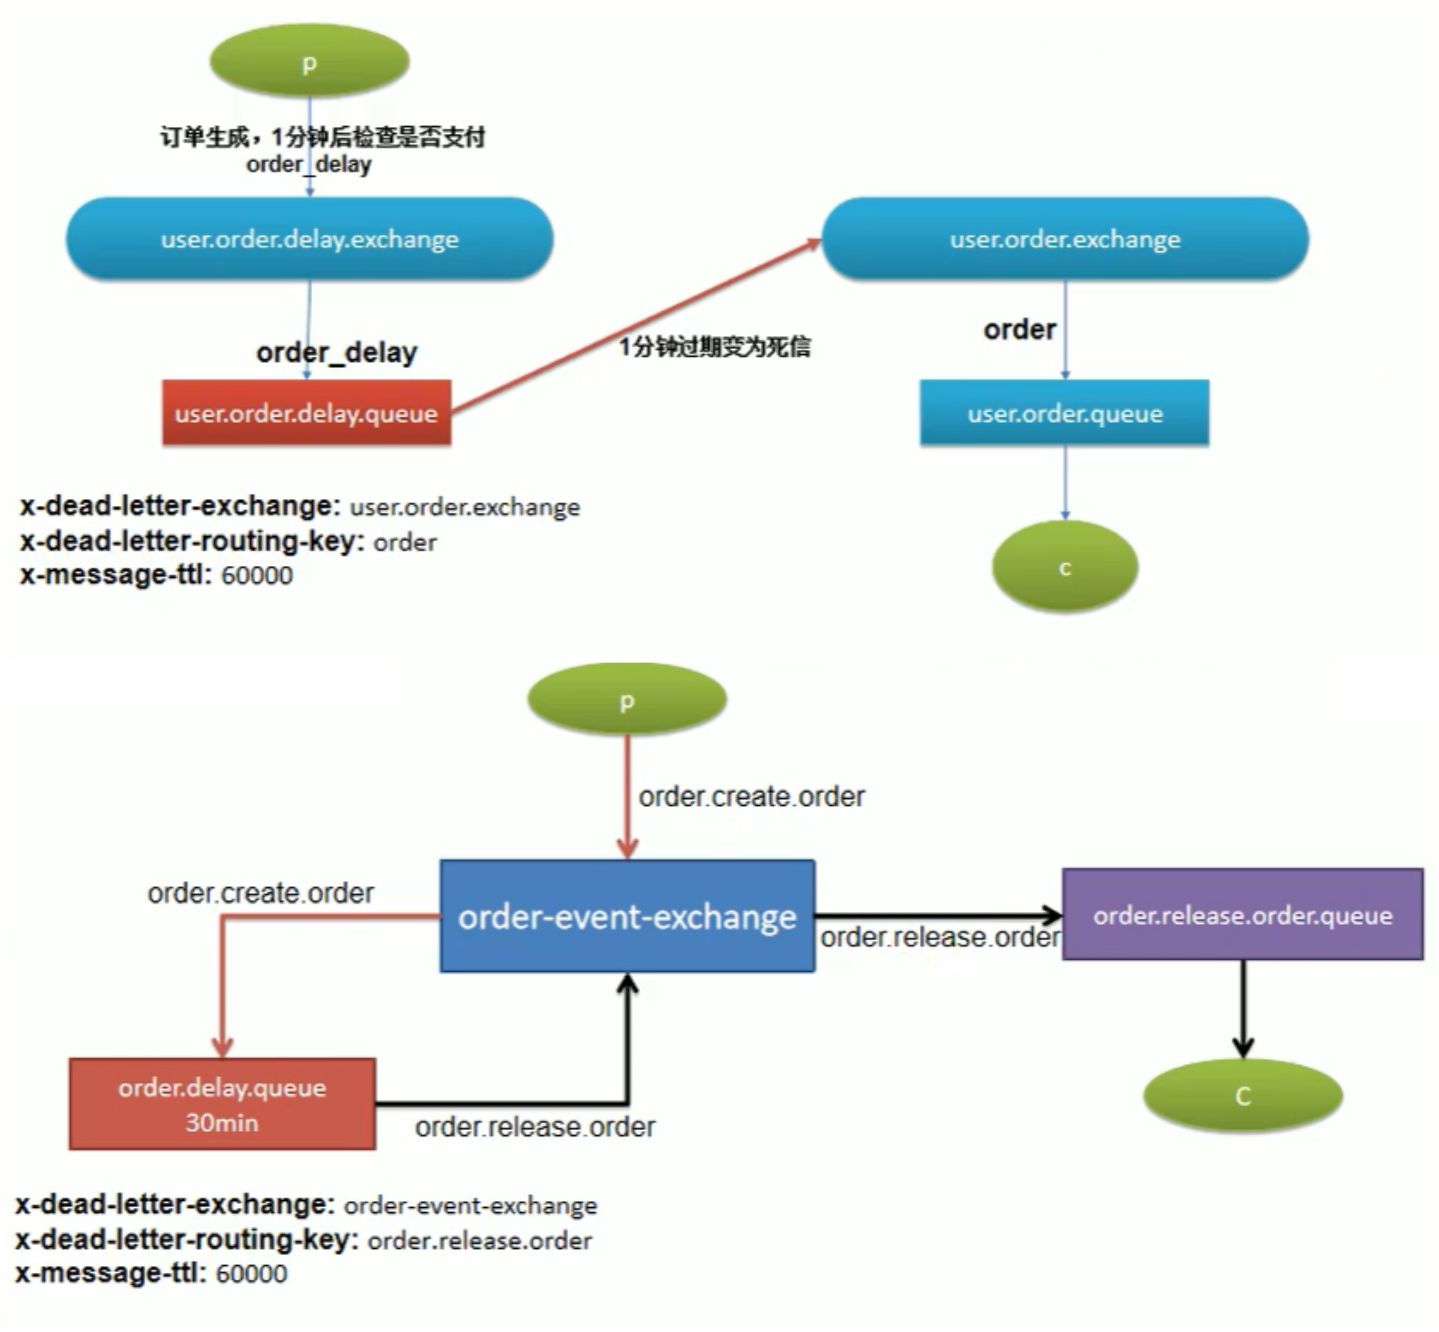 p
订单生成，1分钟后检查是否支付
order_delay
user.order.delay.exchange
user.order.exchange
order_delay
1分钟过期变为死信
order
user.order.delay.queue
user.order.queue
x-dead-letter-exchange: user.order.exchange
x-dead-letter-routing-key: order
x-message-ttl: 60000
c
p
order.create.order
order.create.order
order-event-exchange
order.release.order
order.release.order.queue
order.delay.queue
30min
order.release.order
C
x-dead-letter-exchange: order-event-exchange
x-dead-letter-routing-key: order.release.order
x-message-ttl: 60000